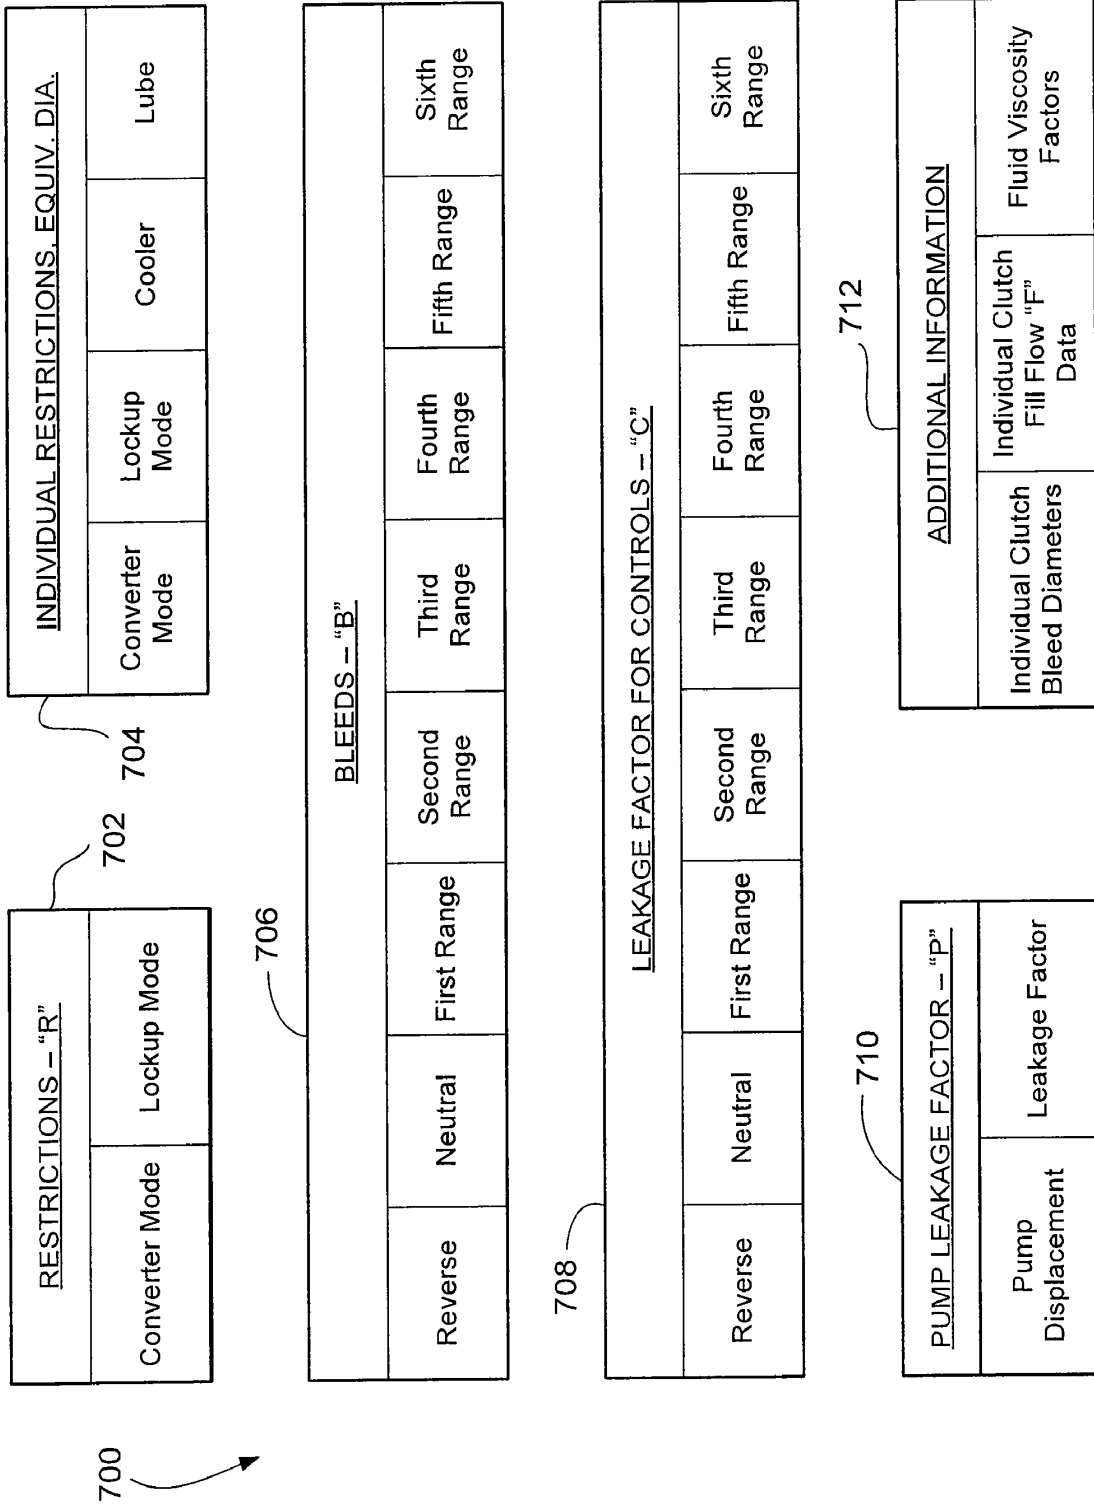 700
RESTRICTIONS – "R"
Converter Mode
Lockup Mode
702
704
INDIVIDUAL RESTRICTIONS, EQUIV. DIA.
Converter
Mode
Lockup
Mode
Cooler
Lube
706
BLEEDS – "B"
Reverse
Neutral
First Range
Second
Range
Third
Range
Fourth
Range
Fifth Range
Sixth
Range
708
LEAKAGE FACTOR FOR CONTROLS – "C"
Reverse
Neutral
First Range
Second
Range
Third
Range
Fourth
Range
Fifth Range
Sixth
Range
710
PUMP LEAKAGE FACTOR – "P"
Pump
Displacement
Leakage Factor
712
ADDITIONAL INFORMATION
Individual Clutch
Bleed Diameters
Individual Clutch
Fill Flow "F"
Data
Fluid Viscosity
Factors